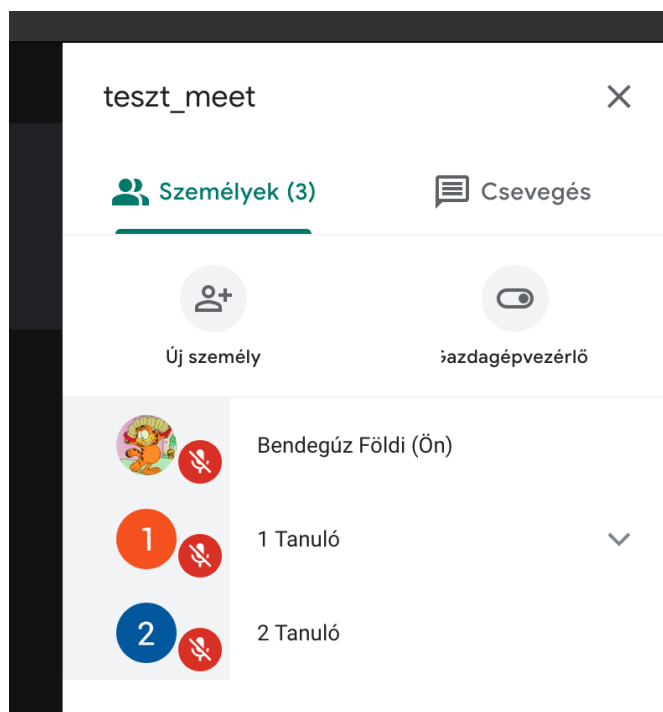 teszt_meet
Személyek (3)
Csevegés
Új személy
Gazdagépvezérlő
Bendegúz Földi (Ön)
1
1 Tanuló
2
2 Tanuló